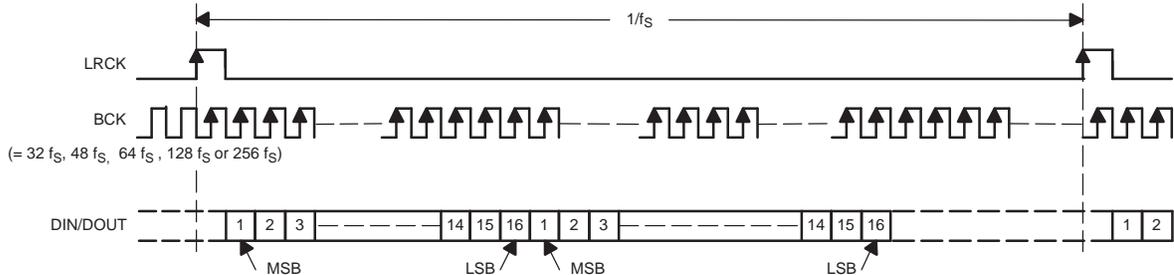 1/fS
LRCK
BCK
(= 32 fS, 48 fS, 64 fS , 128 fS or 256 fS)
DIN/DOUT 1 2 3 14 15 16 1 2 3 14 15 16 1 2
MSB LSB MSB LSB